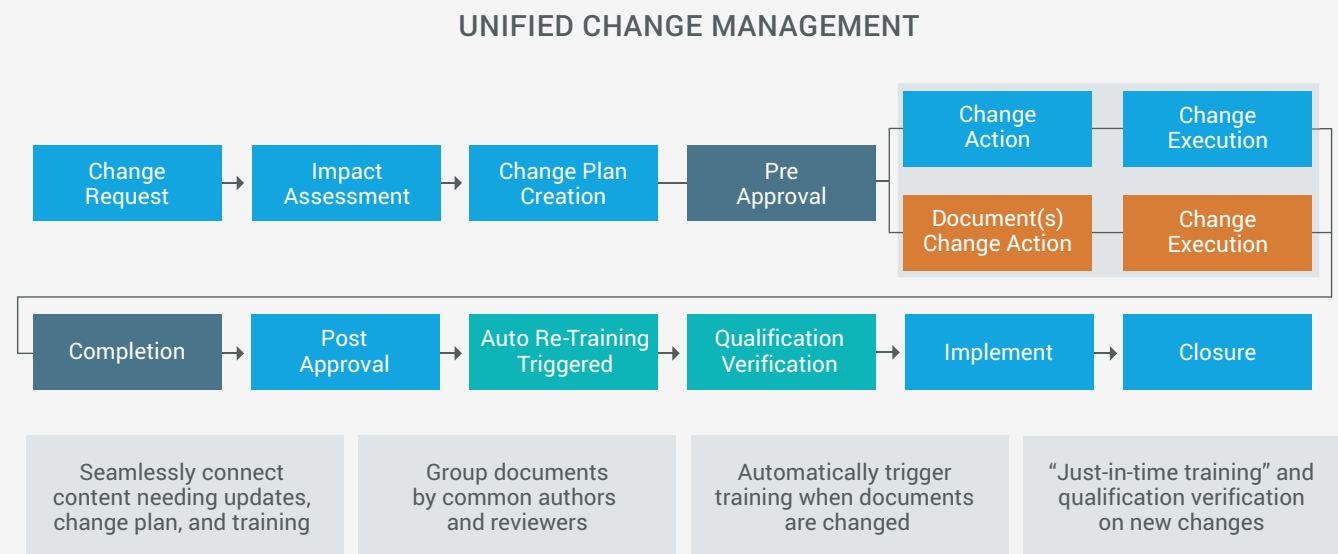 UNIFIED CHANGE MANAGEMENT
Change
Request
Impact
Assessment
Change Plan
Creation
Pre
Approval
Change
Action
Change
Execution
Document(s)
Change Action
Change
Execution
Completion
Post
Approval
Auto Re-Training
Triggered
Qualification
Verification
Implement
Closure
Seamlessly connect
content needing updates,
change plan, and training
Group documents
by common authors
and reviewers
Automatically trigger
training when documents
are changed
“Just-in-time training” and
qualification verification
on new changes